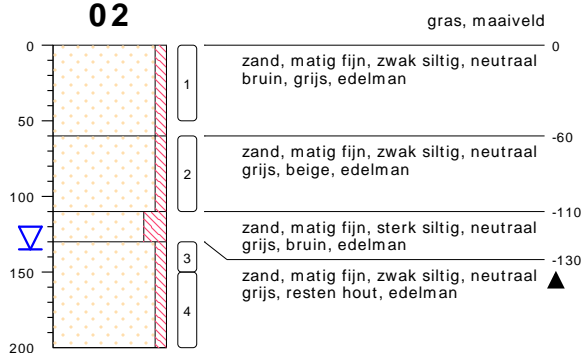 02
gras, maaiveld
0
0
zand, matig fijn, zwak siltig, neutraal
bruin, grijs, edelman
1
50
-60
zand, matig fijn, zwak siltig, neutraal
grijs, beige, edelman
2
100
-110
zand, matig fijn, sterk siltig, neutraal
grijs, bruin, edelman
3
-130
150
zand, matig fijn, zwak siltig, neutraal
grijs, resten hout, edelman
4
200